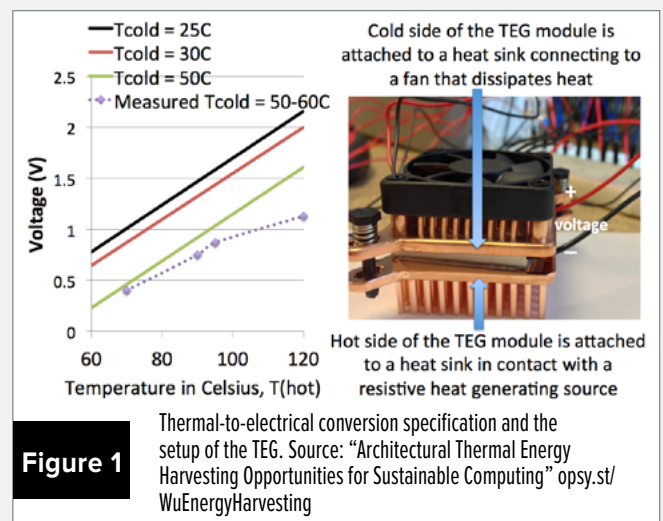 Tcold = 25C
Tcold = 30C
Tcold = 50C
Measured Tcold = 50-60C
2.5
2
1.5
1
0.5
0
Voltage (V)
60
80
100
120
Temperature in Celsius, T(hot)
Cold side of the TEG module is
attached to a heat sink connecting to
a fan that dissipates heat
+
voltage
–
Hot side of the TEG module is attached
to a heat sink in contact with a
resistive heat generating source
Figure 1
Thermal-to-electrical conversion specification and the
setup of the TEG. Source: “Architectural Thermal Energy
Harvesting Opportunities for Sustainable Computing” opsy.st/
WuEnergyHarvesting